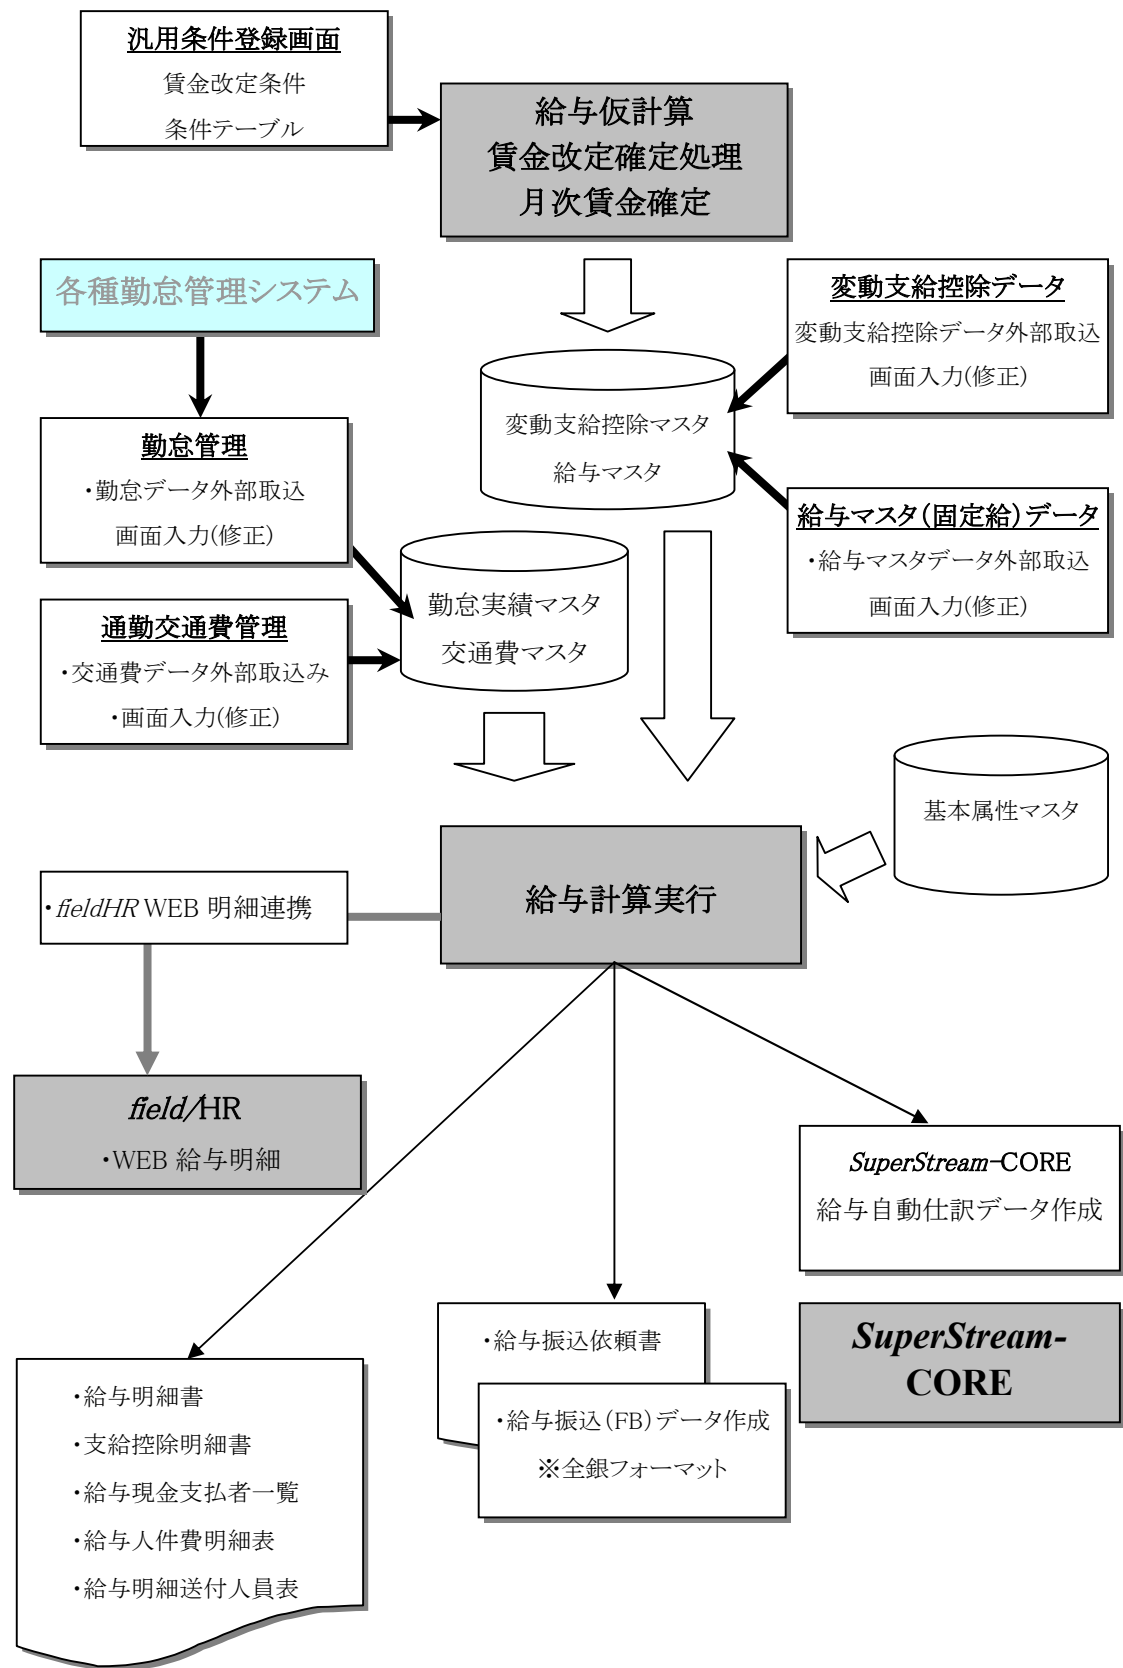 汎用条件登録画面
賃金改定条件
条件テーブル
給与仮計算
賃金改定確定処理
月次賃金確定
各種勤怠管理システム
変動支給控除データ
変動支給控除データ外部取込
画面入力(修正)
変動支給控除マスタ
給与マスタ
勤怠管理
・勤怠データ外部取込
画面入力(修正)
給与マスタ(固定給)データ
・給与マスタデータ外部取込
画面入力(修正)
勤怠実績マスタ
交通費マスタ
通勤交通費管理
・交通費データ外部取込み
・画面入力(修正)
基本属性マスタ
給与計算実行
・fieldHR WEB 明細連携
field/HR
・WEB 給与明細
SuperStream-CORE
給与自動仕訳データ作成
SuperStream-
CORE
・給与振込依頼書
・給与振込(FB)データ作成
※全銀フォーマット
・給与明細書
・支給控除明細書
・給与現金支払者一覧
・給与人件費明細表
・給与明細送付人員表